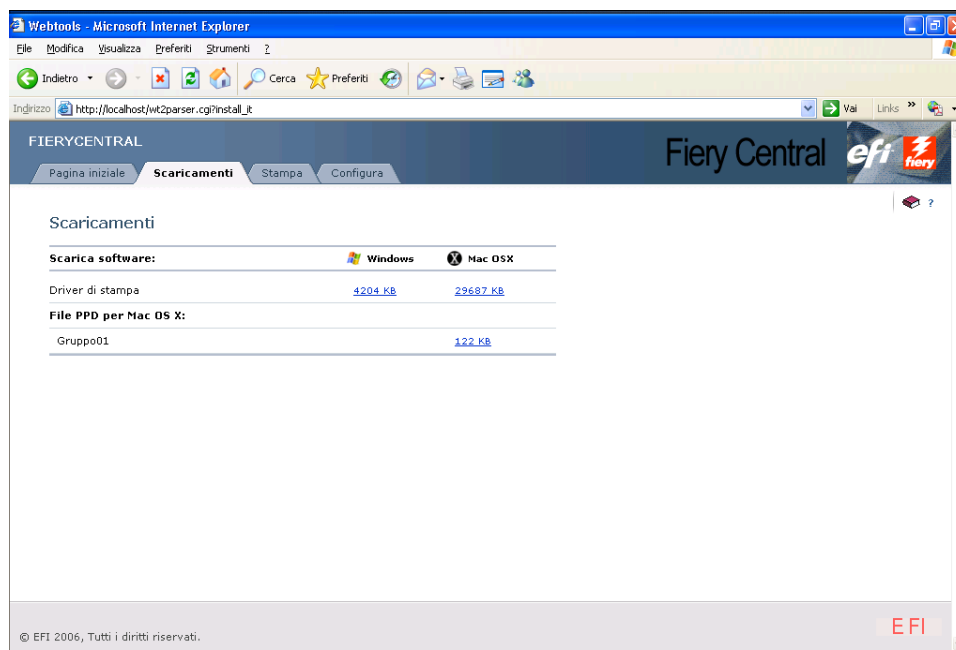 Webtools - Microsoft Internet Explorer
File Modifica Visualizza Preferiti Strumenti ?
Indietro Cerca Preferiti
Indirizzo http://localhost/wt2parser.cgi?install_it Vai Links »
FIERYCENTRAL
Fiery Central efi fiery
Pagina iniziale Scaricamenti Stampa Configura
?
Scaricamenti
Scarica software: Windows X Mac OSX
Driver di stampa 4204 KB 29687 KB
File PPD per Mac OS X:
Gruppo01 122 KB
© EFI 2006, Tutti i diritti riservati.
EFI